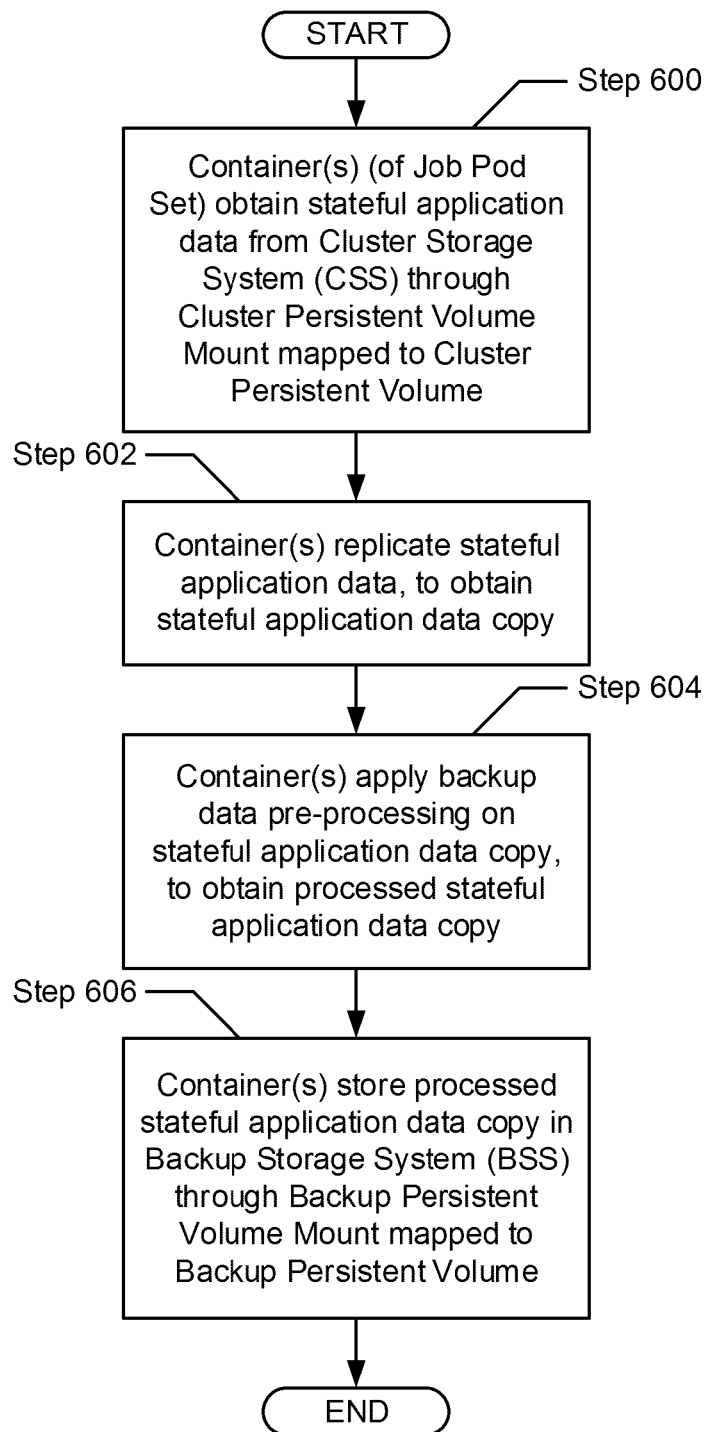 START
Step 600
Container(s) (of Job Pod
Set) obtain stateful application
data from Cluster Storage
System (CSS) through
Cluster Persistent Volume
Mount mapped to Cluster
Persistent Volume
Step 602
Container(s) replicate stateful
application data, to obtain
stateful application data copy
Step 604
Container(s) apply backup
data pre-processing on
stateful application data copy,
to obtain processed stateful
application data copy
Step 606
Container(s) store processed
stateful application data copy in
Backup Storage System (BSS)
through Backup Persistent
Volume Mount mapped to
Backup Persistent Volume
END